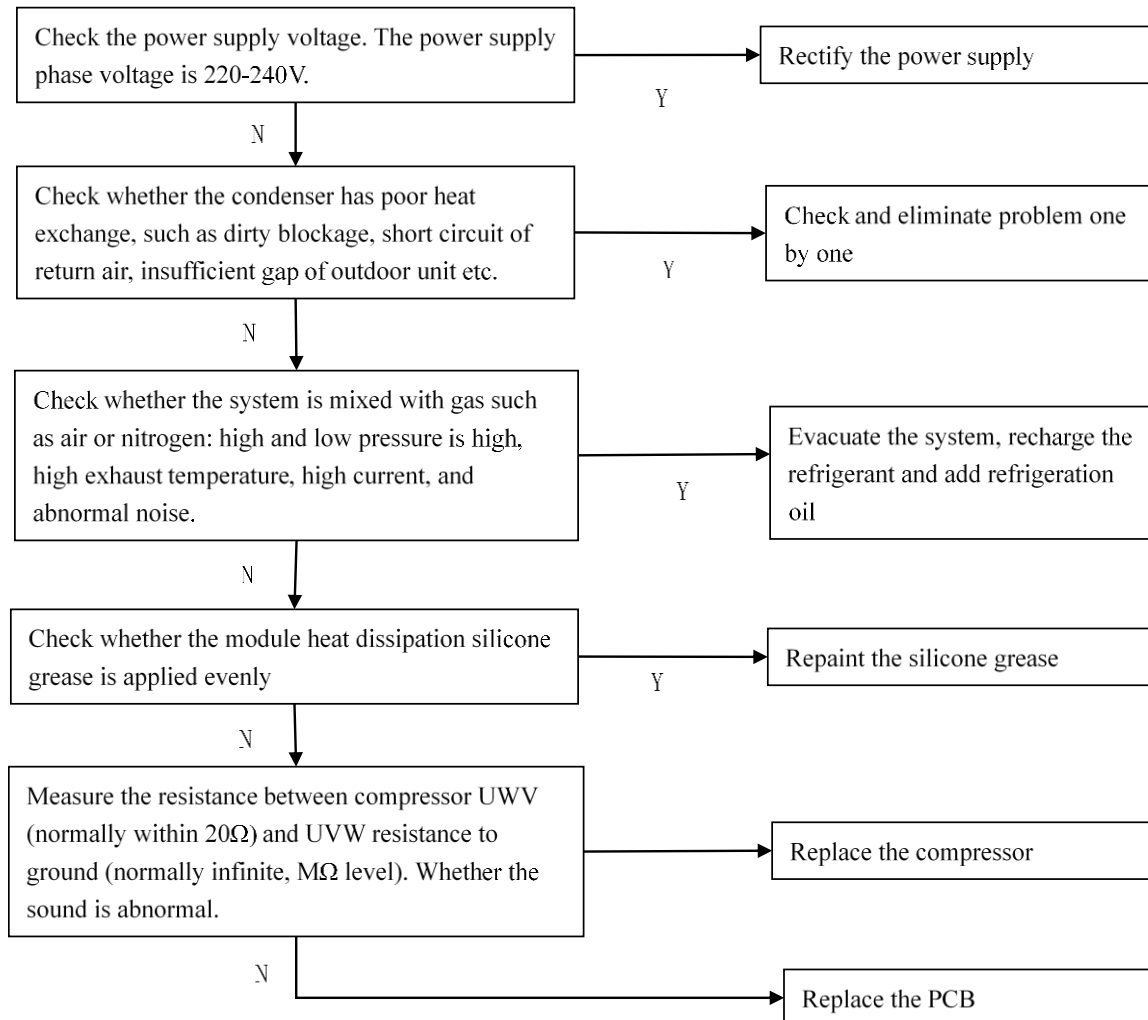 Check the power supply voltage. The power supply
phase voltage is 220-240V.
Rectify the power supply
Y
N
Check whether the condenser has poor heat
exchange, such as dirty blockage, short circuit of
return air, insufficient gap of outdoor unit etc.
Check and eliminate problem one
by one
Y
N
Check whether the system is mixed with gas such
as air or nitrogen: high and low pressure is high,
high exhaust temperature, high current, and
abnormal noise.
Evacuate the system, recharge the
refrigerant and add refrigeration
oil
Y
N
Check whether the module heat dissipation silicone
grease is applied evenly
Repaint the silicone grease
Y
N
Measure the resistance between compressor UWV
(normally within 20Ω) and UVW resistance to
ground (normally infinite, MΩ level). Whether the
sound is abnormal.
Replace the compressor
N
Replace the PCB